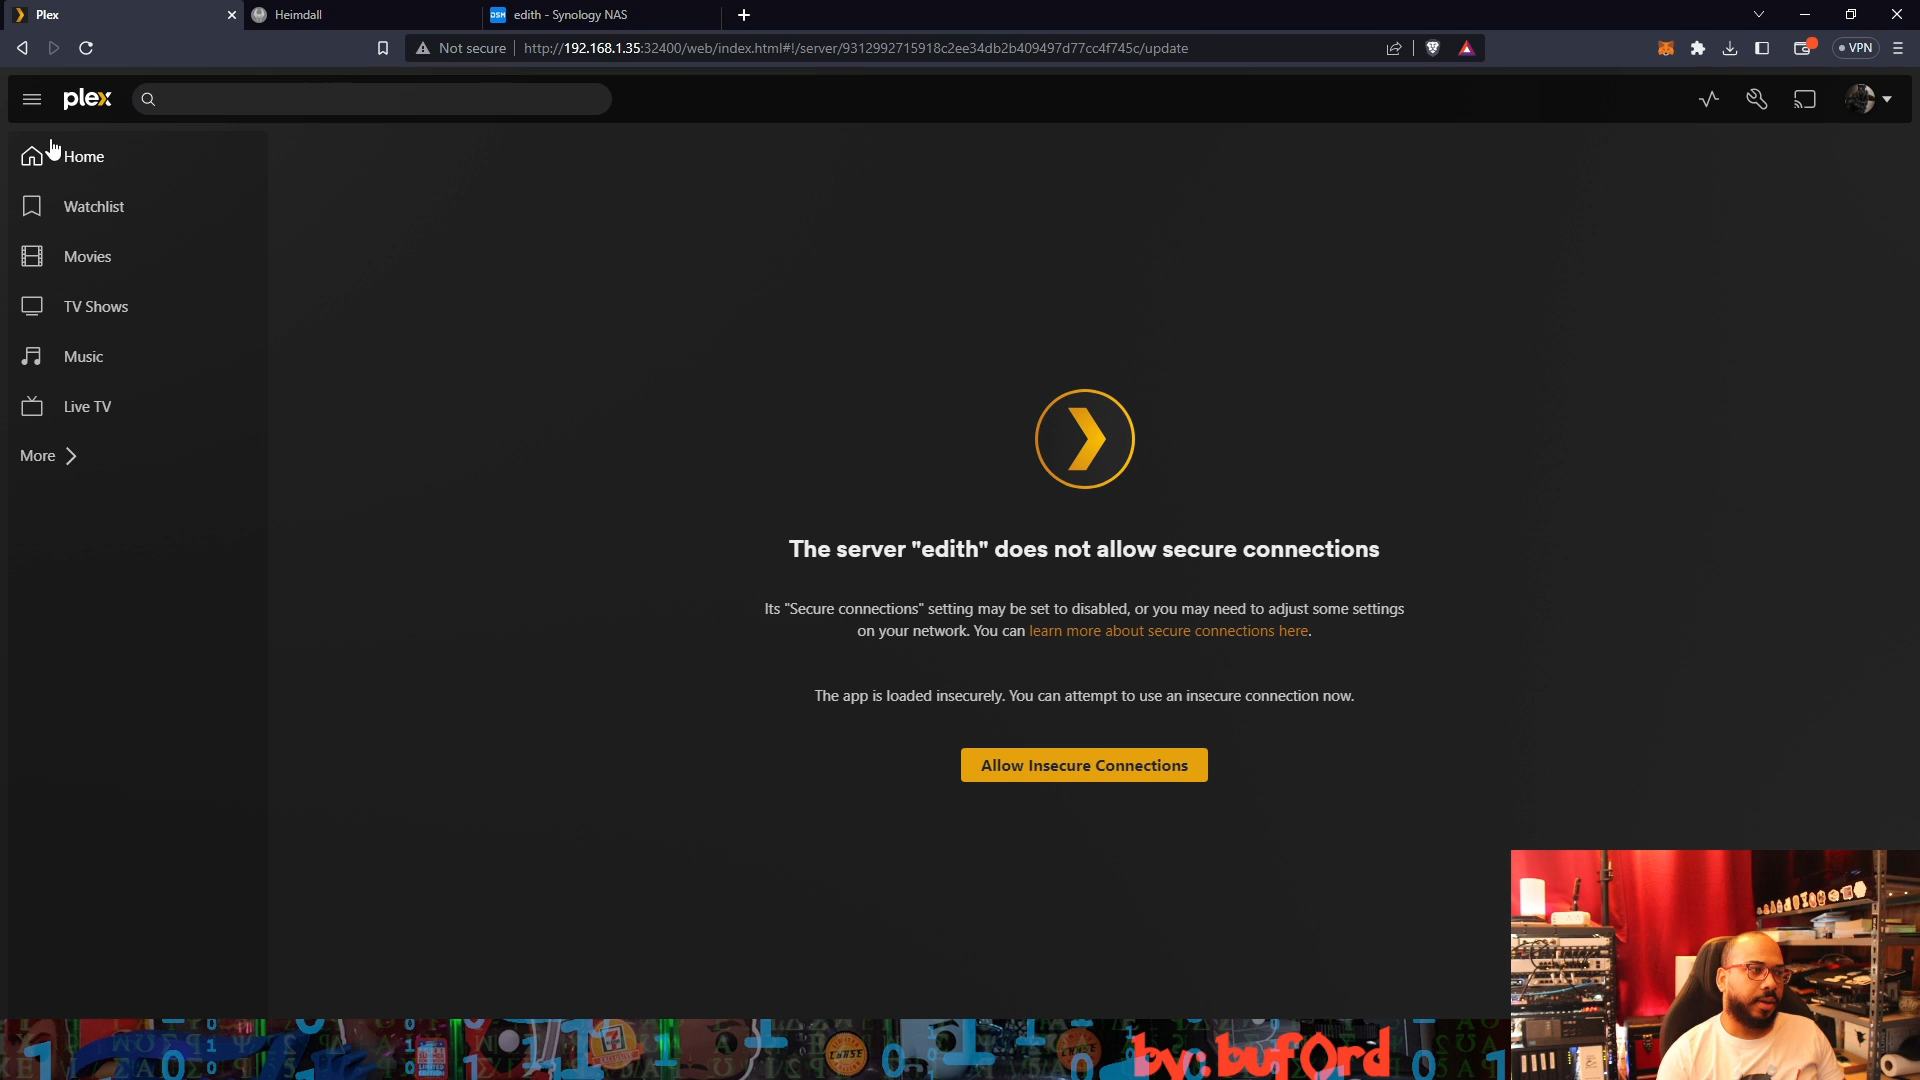 Plex
Heimdall
DSM edith - Synology NAS
Not secure http://192.168.1.35:32400/web/index.html#!/server/9312992715918c2ee34db2b409497d77cc4f745c/update
VPN
plex
Home
Watchlist
Movies
TV Shows
Music
Live TV
More
The server "edith" does not allow secure connections
Its "Secure connections" setting may be set to disabled, or you may need to adjust some settings
on your network. You can learn more about secure connections here.
The app is loaded insecurely. You can attempt to use an insecure connection now.
Allow Insecure Connections
by: buf0rd